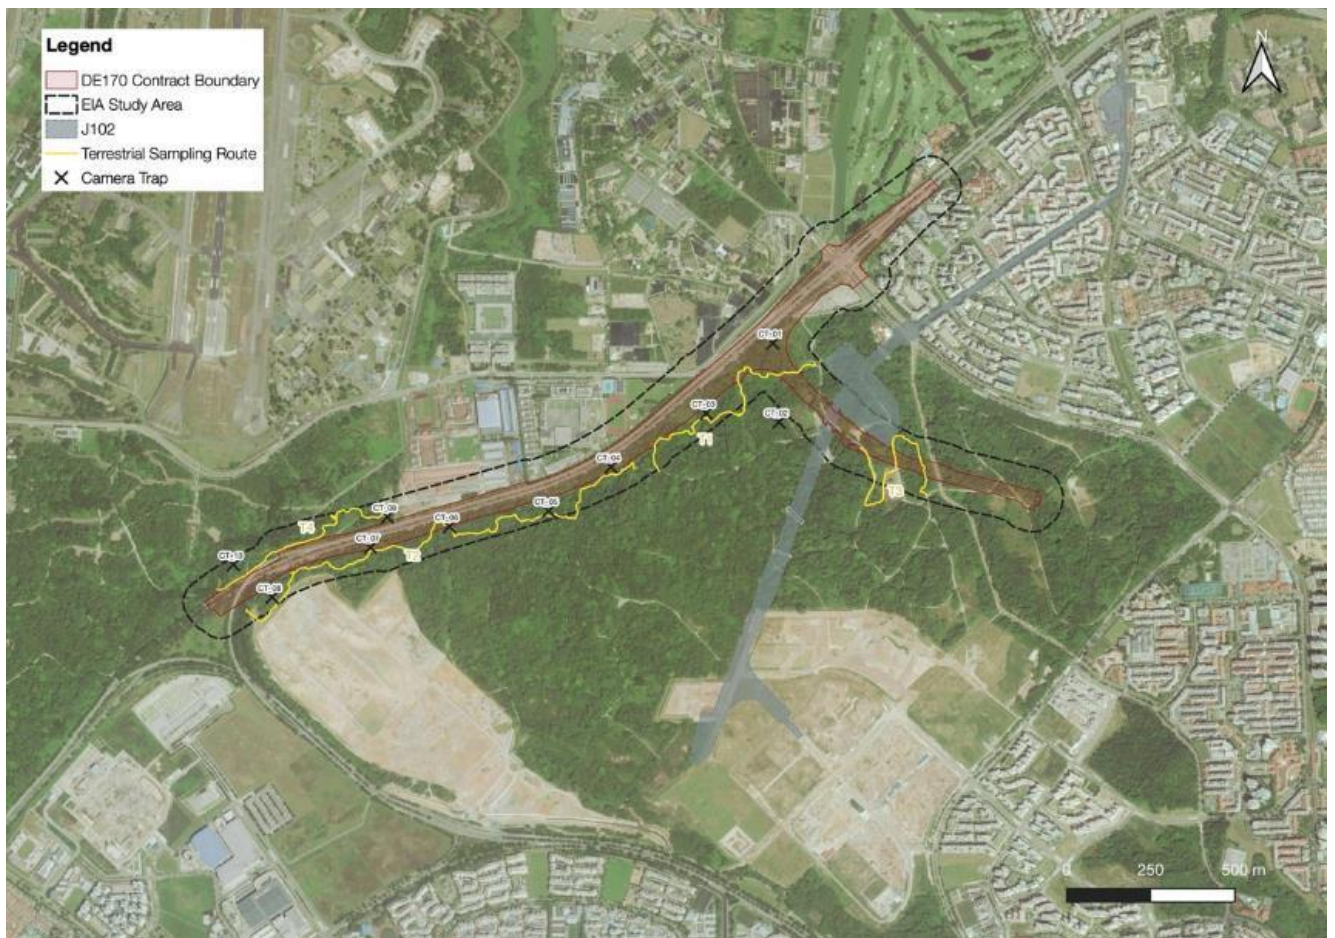 Legend
DE170 Contract Boundary
EIA Study Area
J102
Terrestrial Sampling Route
Camera Trap
N
CT-01
CT-02
CT-03
T1
CT-04
CT-05
T3
CT-06
CT-09
T4
CT-07
T2
CT-10
CT-08
0 250 500 m